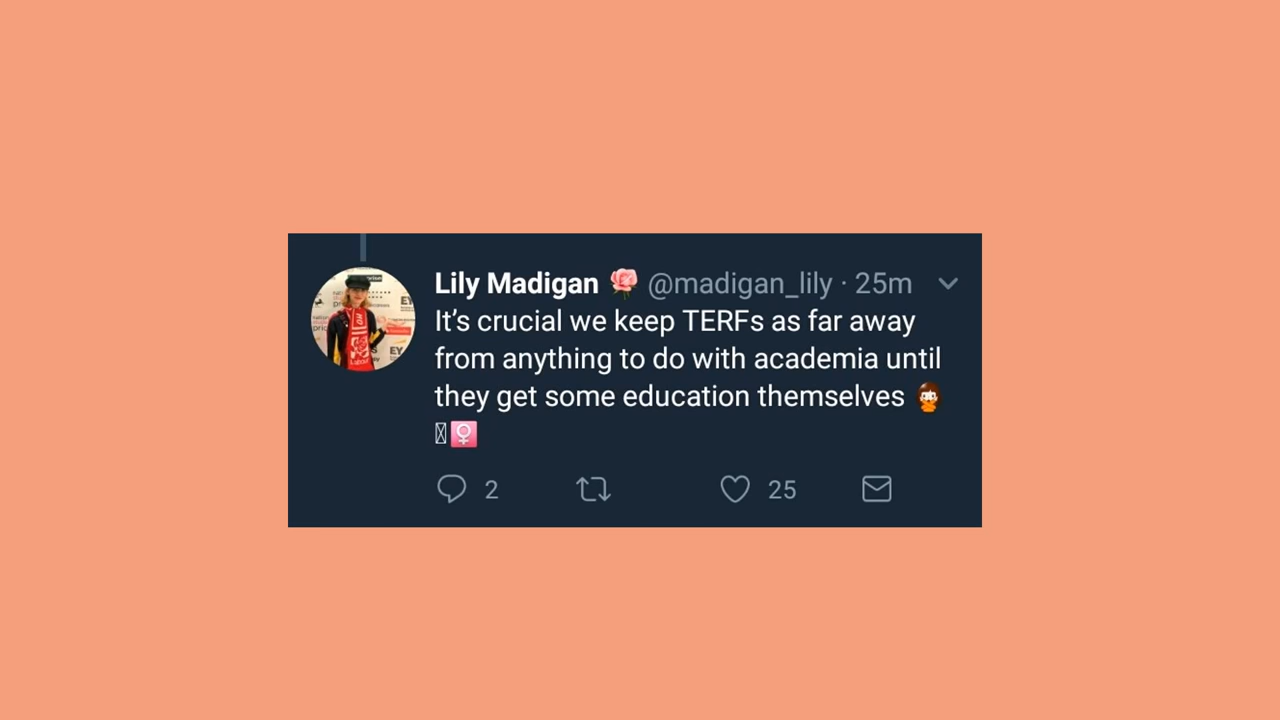 Lily Madigan 🌹 @madigan_lily · 25m
It's crucial we keep TERFs as far away
from anything to do with academia until
they get some education themselves 🤦
♀
2 25